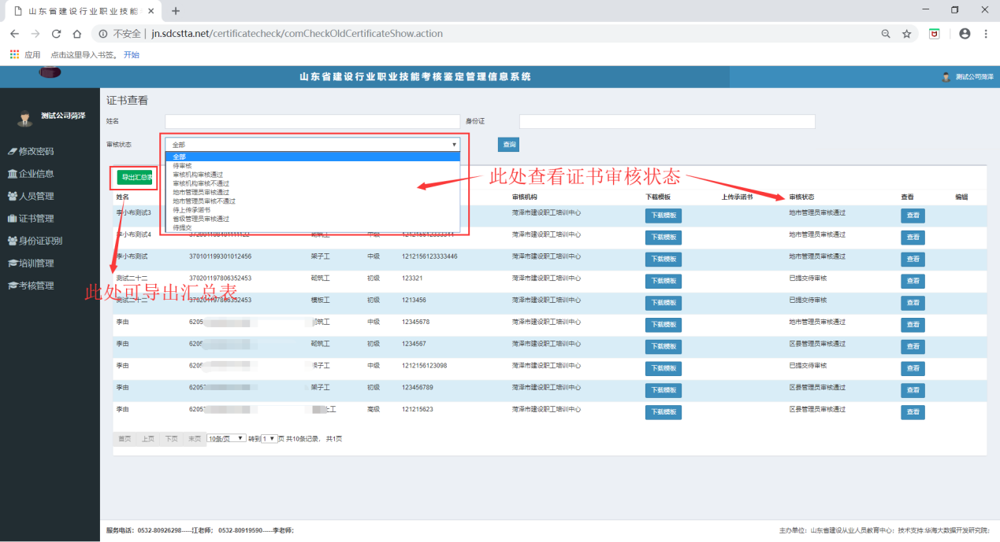 山东省建设行业职业技能
不安全 | jn.sdcstta.net/certificatecheck/comCheckOldCertificateShow.action
应用 点击这里导入书签。 开始
山东省建设行业职业技能考核鉴定管理信息系统
测试公司菏泽
测试公司菏泽
修改密码
企业信息
人员管理
证书管理
身份证识别
培训管理
考核管理
证书查看
姓名
身份证
审核状态
全部
查询
全部
待审核
审核机构审核通过
审核机构审核不通过
地市管理员审核通过
地市管理员审核不通过
待上传承诺书
省级管理员审核通过
待提交
导出汇总表
此处查看证书审核状态
此处可导出汇总表
姓名 审核机构 下载模板 上传承诺书 审核状态 查看 编辑
李小布测试3 菏泽市建设职工培训中心 下载模板 地市管理员审核通过 查看
李小布测试4 372901198401111122 砌筑工 中级 1212156123333344 菏泽市建设职工培训中心 下载模板 地市管理员审核通过 查看
李小布测试 370101199301012456 架子工 中级 1212156123333446 菏泽市建设职工培训中心 下载模板 地市管理员审核通过 查看
测试二十二 370201197806352453 砌筑工 初级 123321 菏泽市建设职工培训中心 下载模板 已提交待审核 查看
测试二十二 370201197806352453 模板工 初级 1213456 菏泽市建设职工培训中心 下载模板 已提交待审核 查看
李由 6205 砌筑工 中级 12345678 菏泽市建设职工培训中心 下载模板 地市管理员审核通过 查看
李由 6205 砌筑工 初级 1234567 菏泽市建设职工培训中心 下载模板 区县管理员审核通过 查看
李由 6205 架子工 中级 1212156123098 菏泽市建设职工培训中心 下载模板 已提交待审核 查看
李由 6205 架子工 初级 123456789 菏泽市建设职工培训中心 下载模板 区县管理员审核通过 查看
李由 6205 工 高级 121215623 菏泽市建设职工培训中心 下载模板 区县管理员审核通过 查看
首页 上页 下页 末页 10条/页 转到 1 页 共10条记录， 共1页
服务电话：0532-80926298-----江老师； 0532-80919590-----李老师；
主办单位：山东省建设从业人员教育中心；技术支持:华海大数据开发研究院；